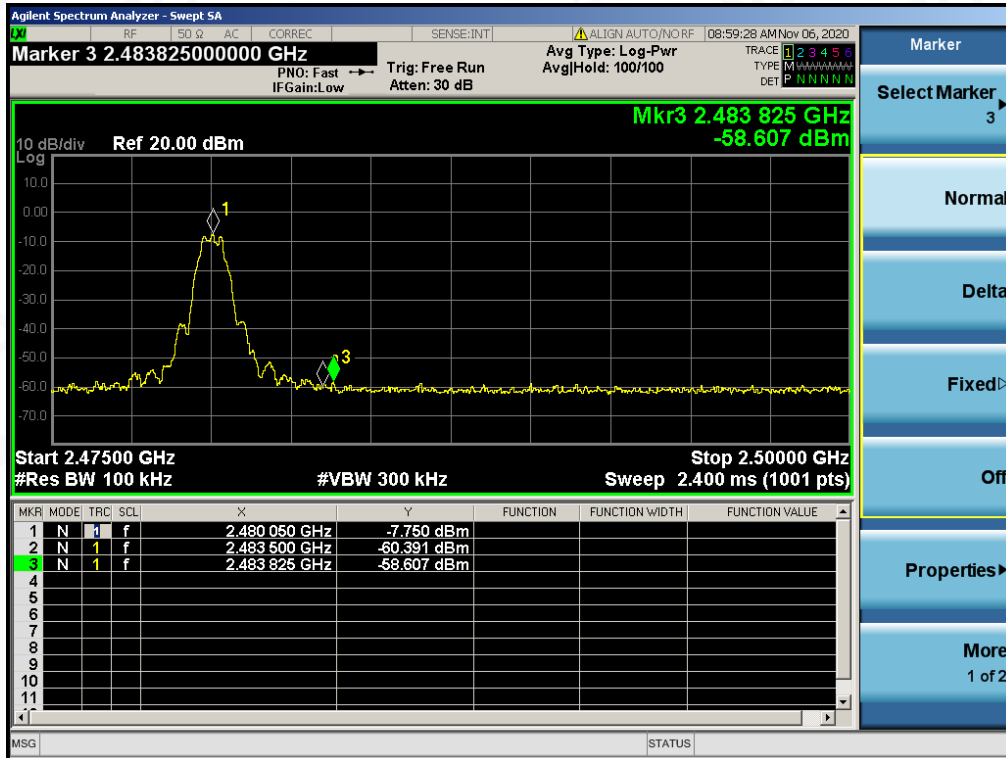 Agilent Spectrum Analyzer - Swept SA
LXI RF 50 Ω AC CORREC SENSE:INT ALIGN AUTO/NO RF 08:59:28 AM Nov 06, 2020
Marker 3 2.483825000000 GHz
PNO: Fast
IFGain:Low
Trig: Free Run
Atten: 30 dB
Avg Type: Log-Pwr
Avg|Hold: 100/100
TRACE 1 2 3 4 5 6
TYPE M WWWWW
DET P N N N N N
Mkr3 2.483 825 GHz
-58.607 dBm
10 dB/div Ref 20.00 dBm
Log
10.0
0.00
-10.0
-20.0
-30.0
-40.0
-50.0
-60.0
-70.0
1
3
Start 2.47500 GHz Stop 2.50000 GHz
#Res BW 100 kHz #VBW 300 kHz Sweep 2.400 ms (1001 pts)
MKR MODE TRC SCL X Y FUNCTION FUNCTION WIDTH FUNCTION VALUE
1 N 1 f 2.480 050 GHz -7.750 dBm
2 N 1 f 2.483 500 GHz -60.391 dBm
3 N 1 f 2.483 825 GHz -58.607 dBm
4
5
6
7
8
9
10
11
MSG STATUS
Marker
Select Marker
3
Normal
Delta
Fixed
Off
Properties
More
1 of 2